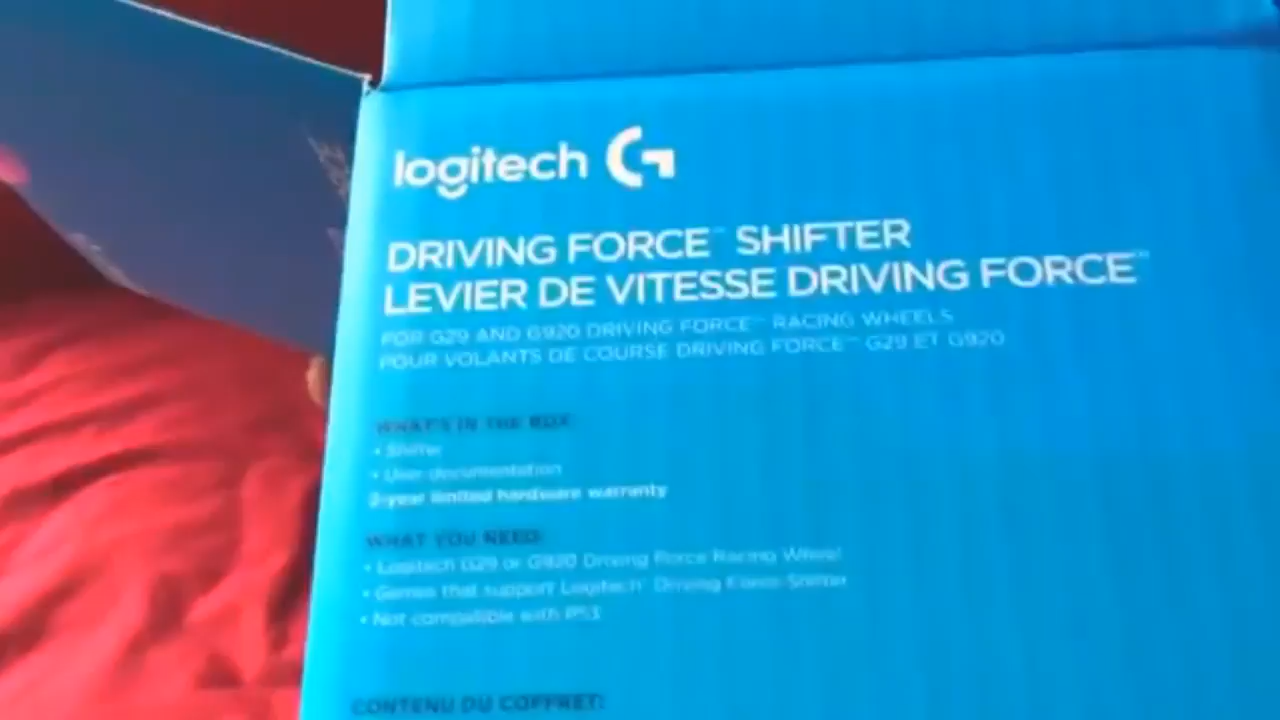 logitech G
DRIVING FORCE™ SHIFTER
LEVIER DE VITESSE DRIVING FORCE™
FOR G29 AND G920 DRIVING FORCE™ RACING WHEELS
POUR VOLANTS DE COURSE DRIVING FORCE™ G29 ET G920
WHAT'S IN THE BOX:
• Shifter
• User documentation
2-year limited hardware warranty
WHAT YOU NEED:
• Logitech G29 or G920 Driving Force Racing Wheel
• Games that support Logitech® Driving Force Shifter
• Not compatible with PS3
CONTENU DU COFFRET: